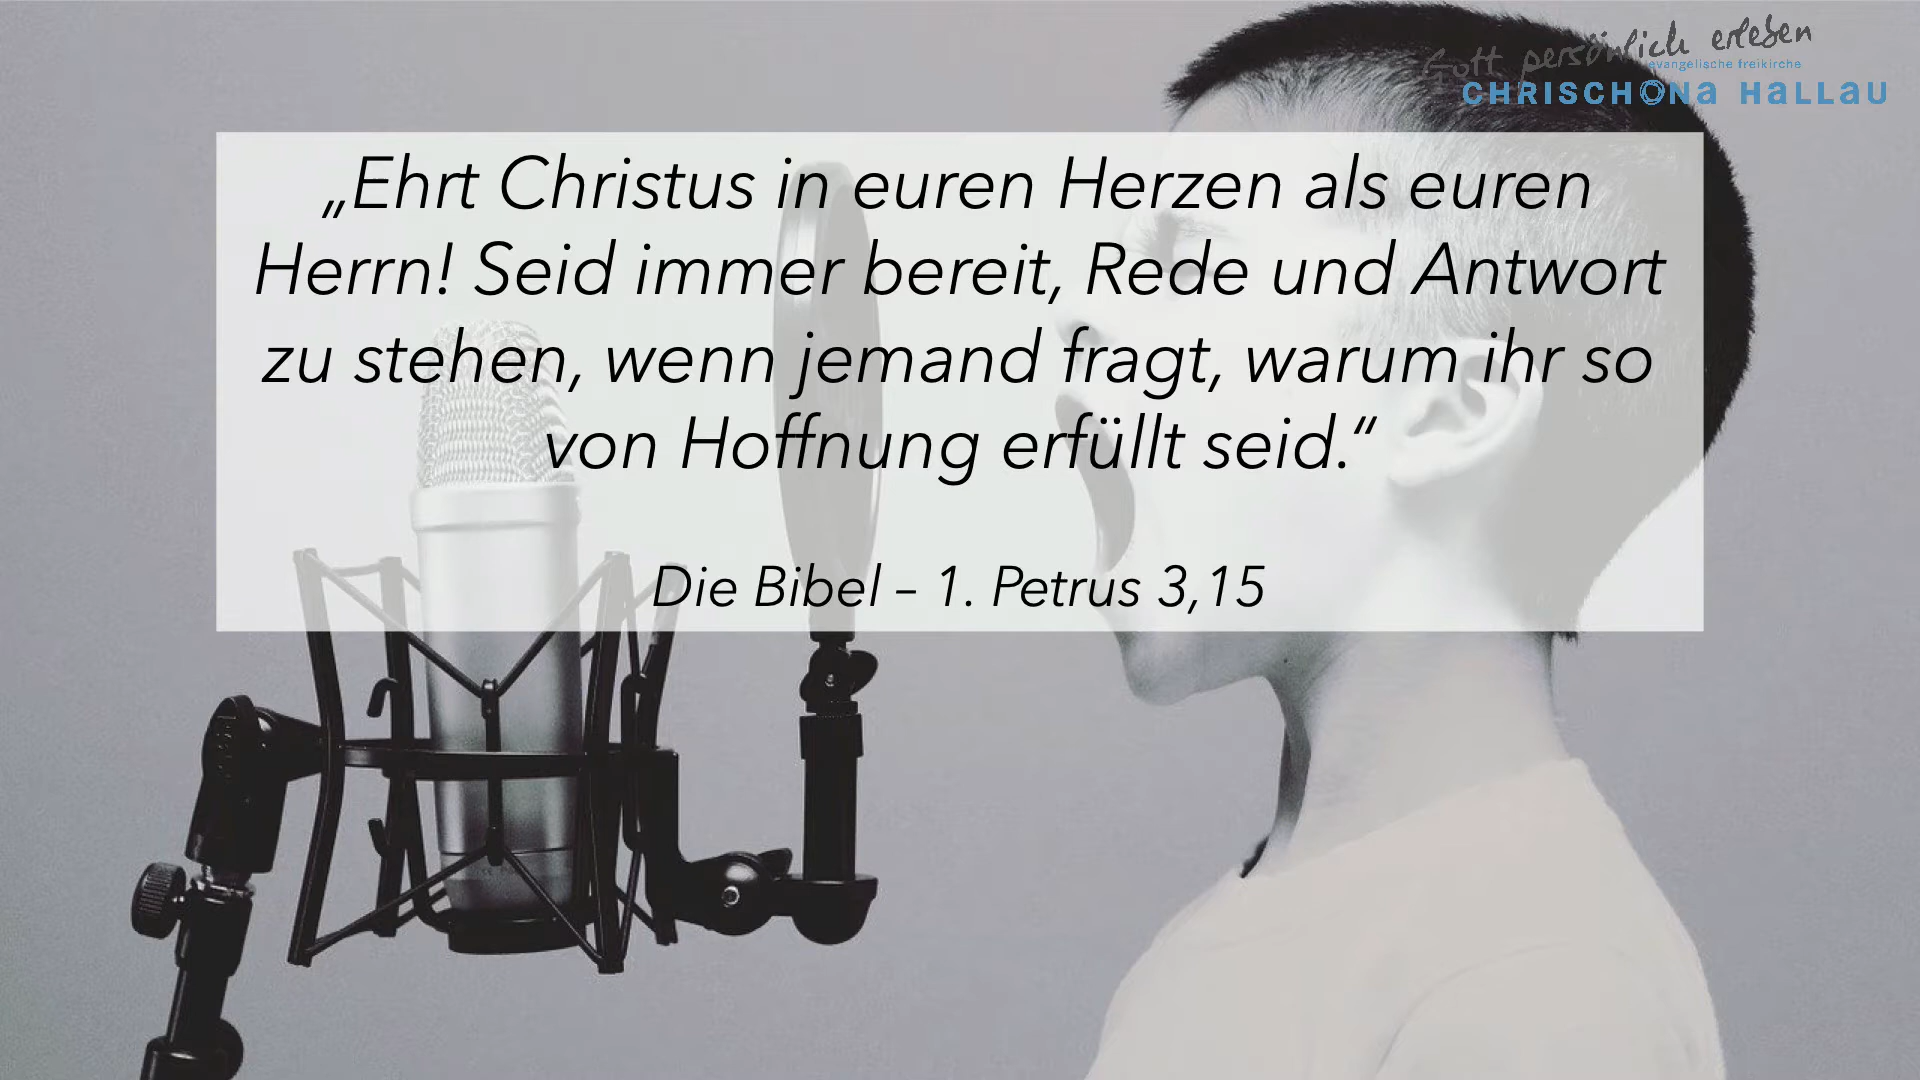 Gott persönlich erleben
evangelische freikirche
CHRISCHONA HALLAU
„Ehrt Christus in euren Herzen als euren
Herrn! Seid immer bereit, Rede und Antwort
zu stehen, wenn jemand fragt, warum ihr so
von Hoffnung erfüllt seid.“
Die Bibel – 1. Petrus 3,15